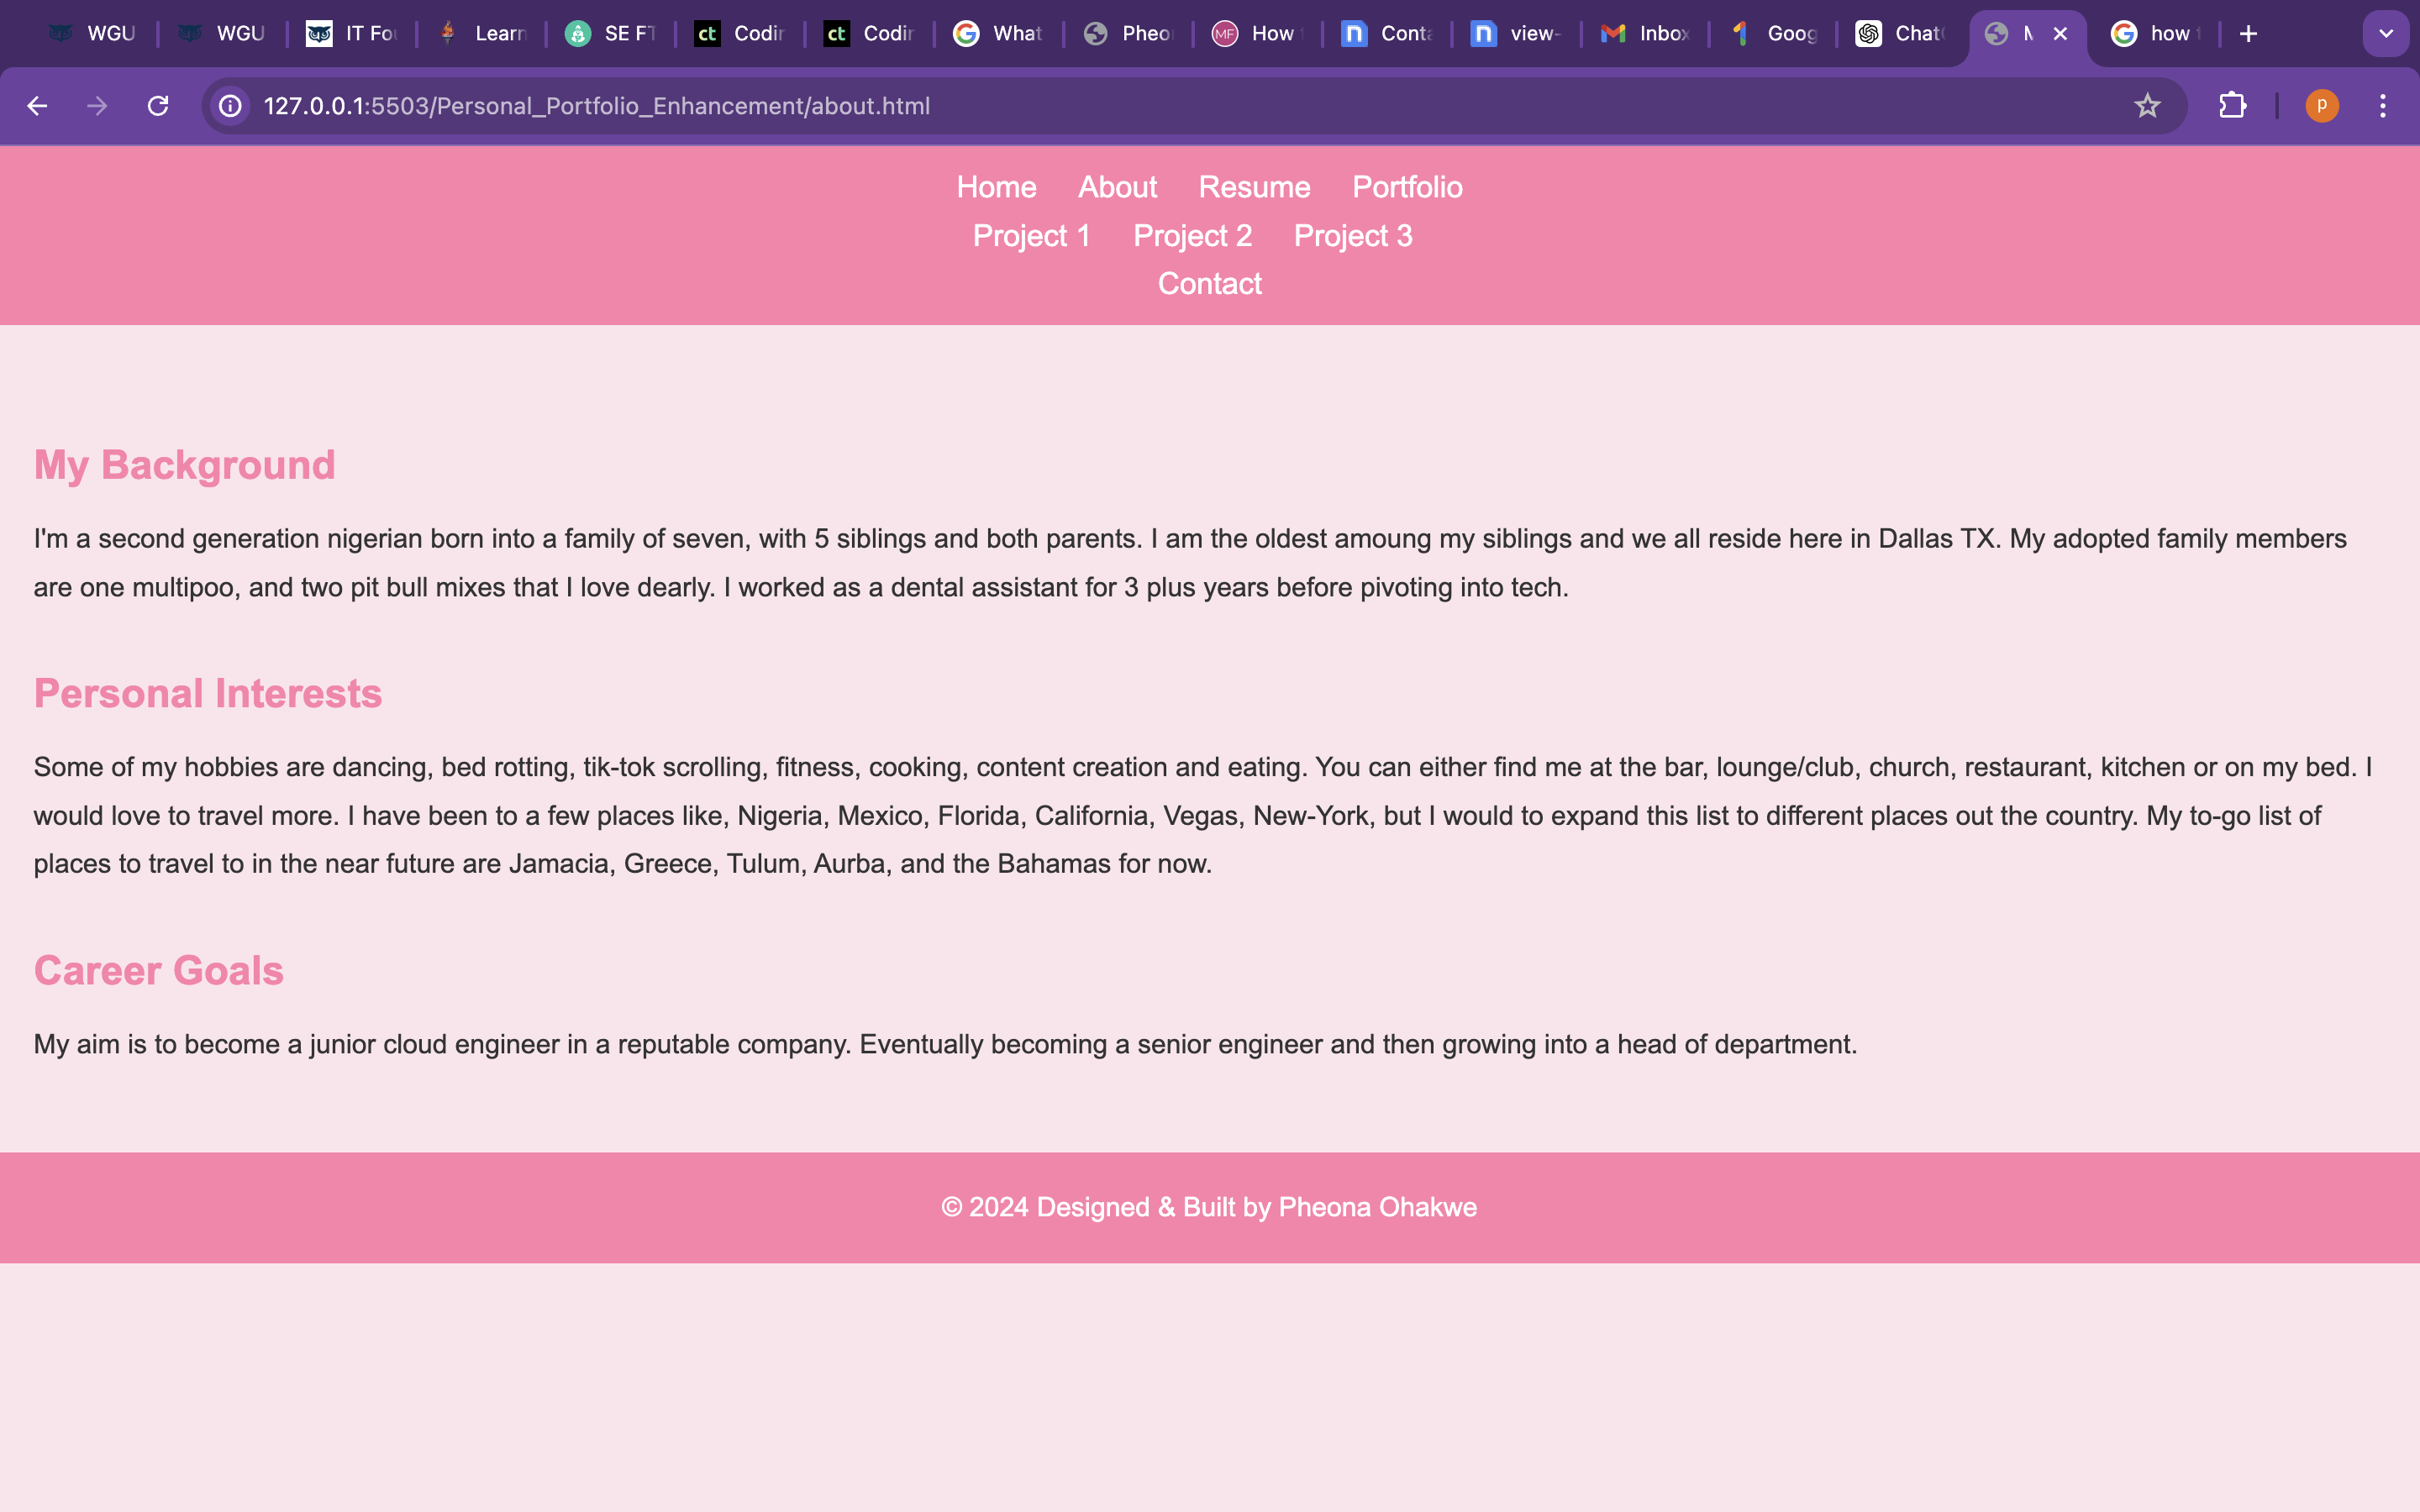 WGU WGU IT Fo Learn SE FT ct Codin ct Codin What Pheo MF How Cont view- Inbox Goog Chat how
127.0.0.1:5503/Personal_Portfolio_Enhancement/about.html p
Home About Resume Portfolio
Project 1 Project 2 Project 3
Contact
My Background
I'm a second generation nigerian born into a family of seven, with 5 siblings and both parents. I am the oldest amoung my siblings and we all reside here in Dallas TX. My adopted family members
are one multipoo, and two pit bull mixes that I love dearly. I worked as a dental assistant for 3 plus years before pivoting into tech.
Personal Interests
Some of my hobbies are dancing, bed rotting, tik-tok scrolling, fitness, cooking, content creation and eating. You can either find me at the bar, lounge/club, church, restaurant, kitchen or on my bed. I
would love to travel more. I have been to a few places like, Nigeria, Mexico, Florida, California, Vegas, New-York, but I would to expand this list to different places out the country. My to-go list of
places to travel to in the near future are Jamacia, Greece, Tulum, Aurba, and the Bahamas for now.
Career Goals
My aim is to become a junior cloud engineer in a reputable company. Eventually becoming a senior engineer and then growing into a head of department.
© 2024 Designed & Built by Pheona Ohakwe